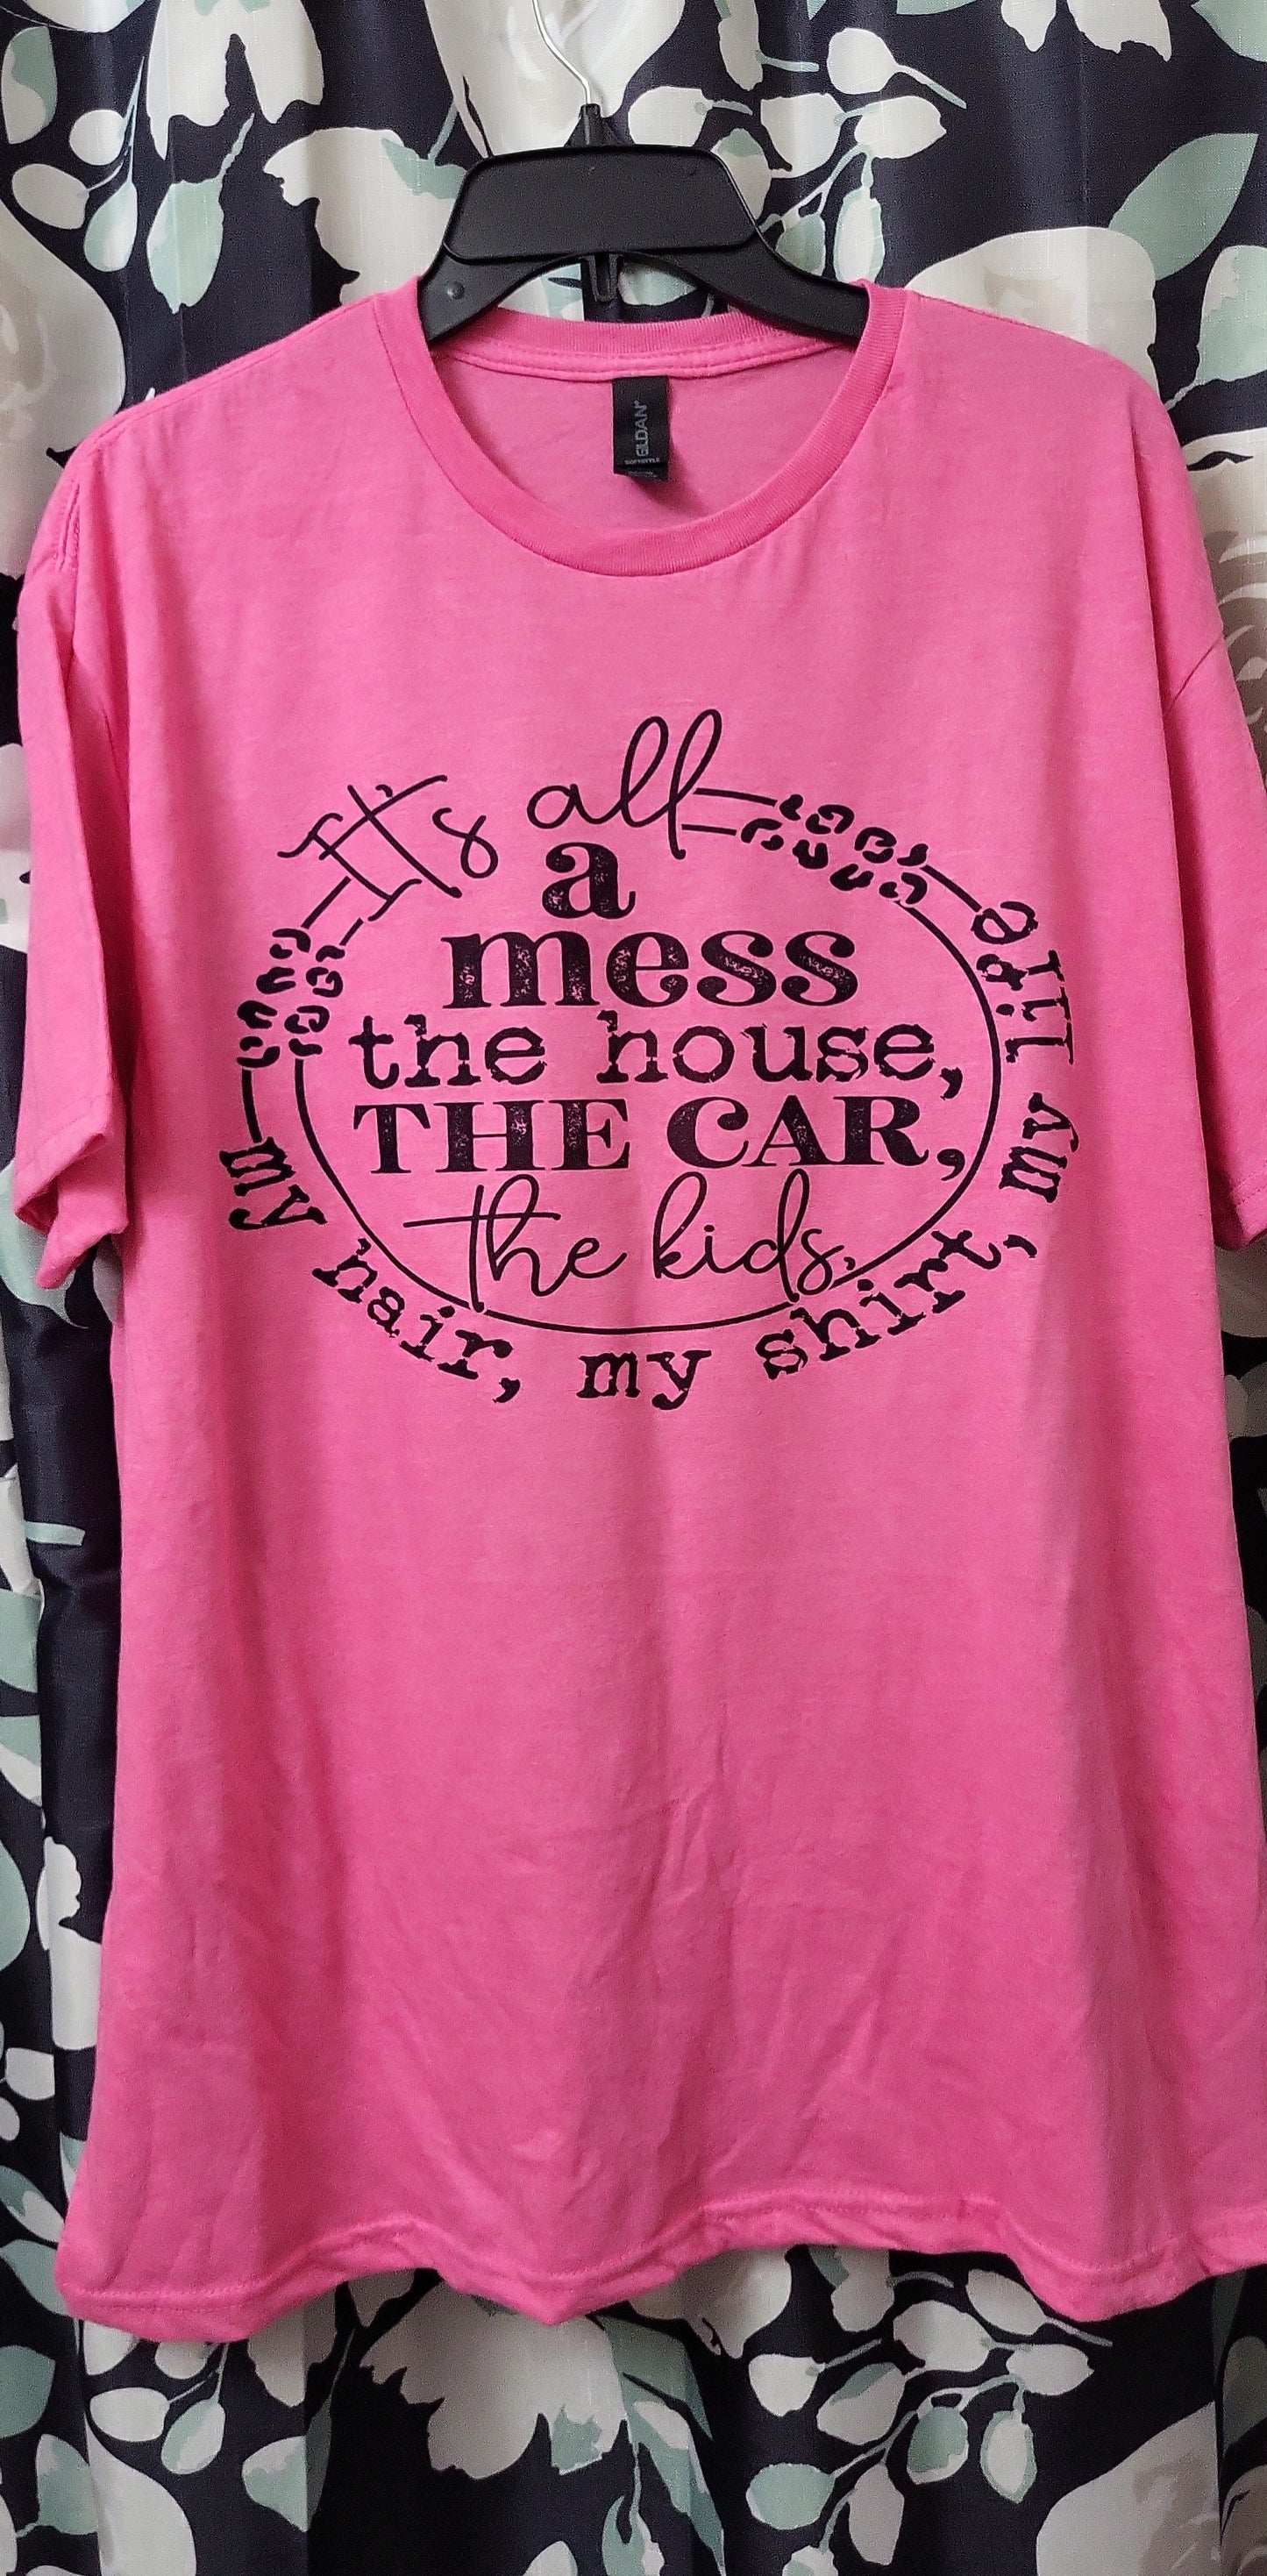 GILDAN®
SOFTSTYLE
It's all
a
mess
the house,
THE CAR,
the kids,
my hair, my shirt, my life